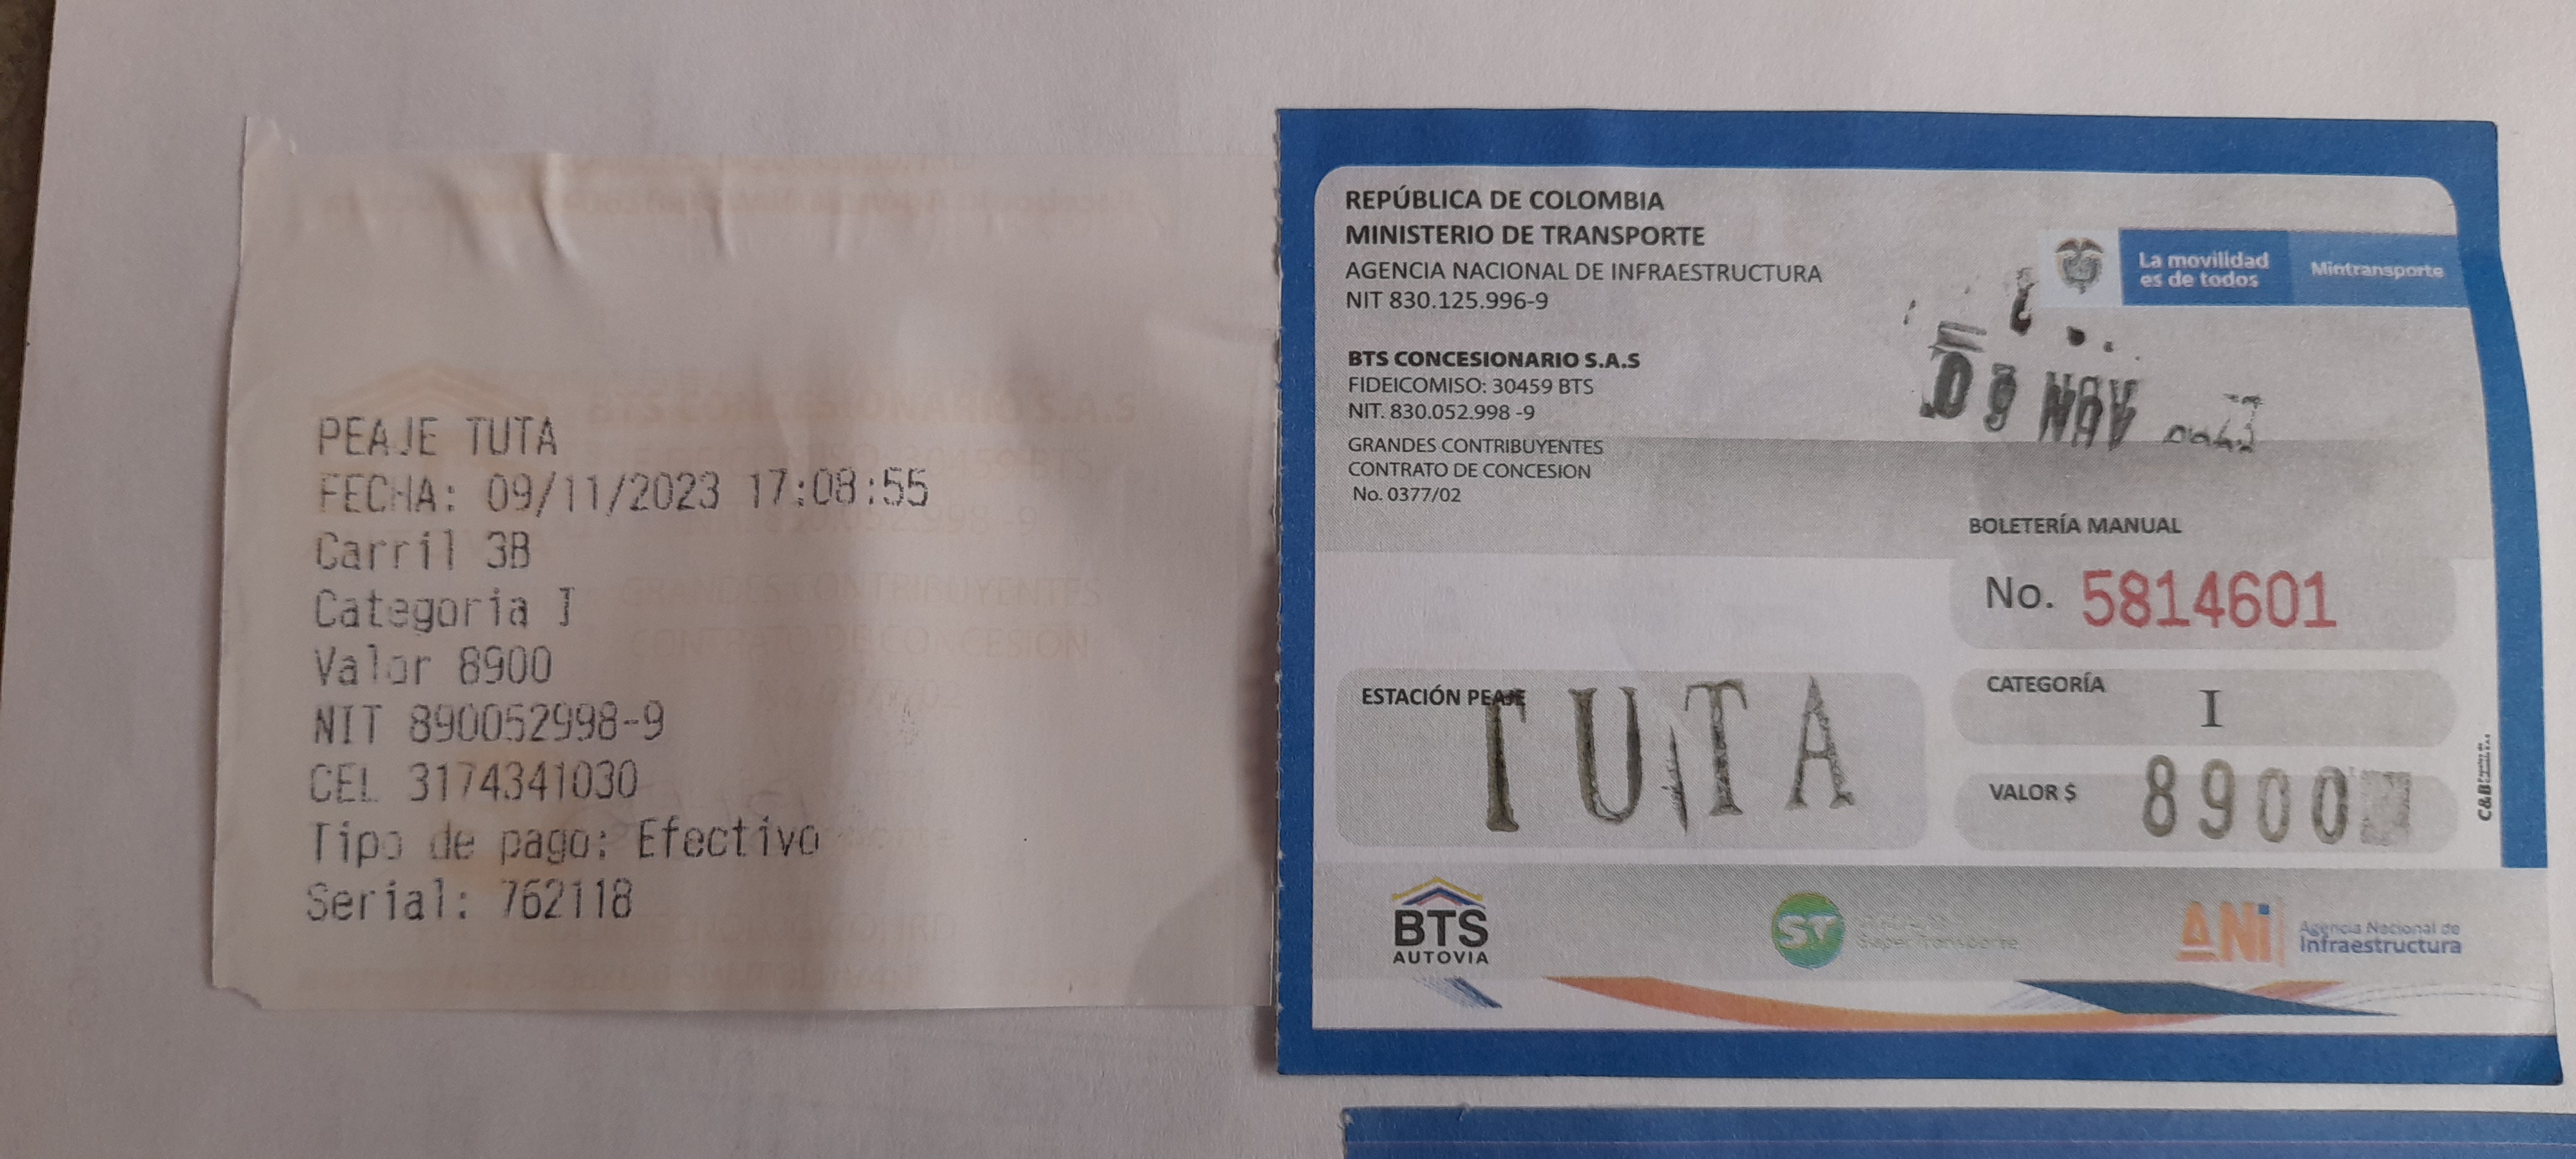 PEAJE TUTA
FECHA: 09/11/2023 17:08:55
Carril 3B
Categoria I
Valor 8900
NIT 890052998-9
CEL 3174341030
Tipo de pago: Efectivo
Serial: 762118
REPÚBLICA DE COLOMBIA
MINISTERIO DE TRANSPORTE
AGENCIA NACIONAL DE INFRAESTRUCTURA
NIT 830.125.996-9
La movilidad
es de todos
Mintransporte
BTS CONCESIONARIO S.A.S
FIDEICOMISO: 30459 BTS
NIT. 830.052.998 -9
GRANDES CONTRIBUYENTES
CONTRATO DE CONCESION
No. 0377/02
09 NOV
BOLETERÍA MANUAL
No. 5814601
ESTACIÓN PEAJE
TUTA
CATEGORÍA I
VALOR $ 8900
BTS
AUTOVIA
ST
Super Transporte
ANi
Agencia Nacional de
Infraestructura